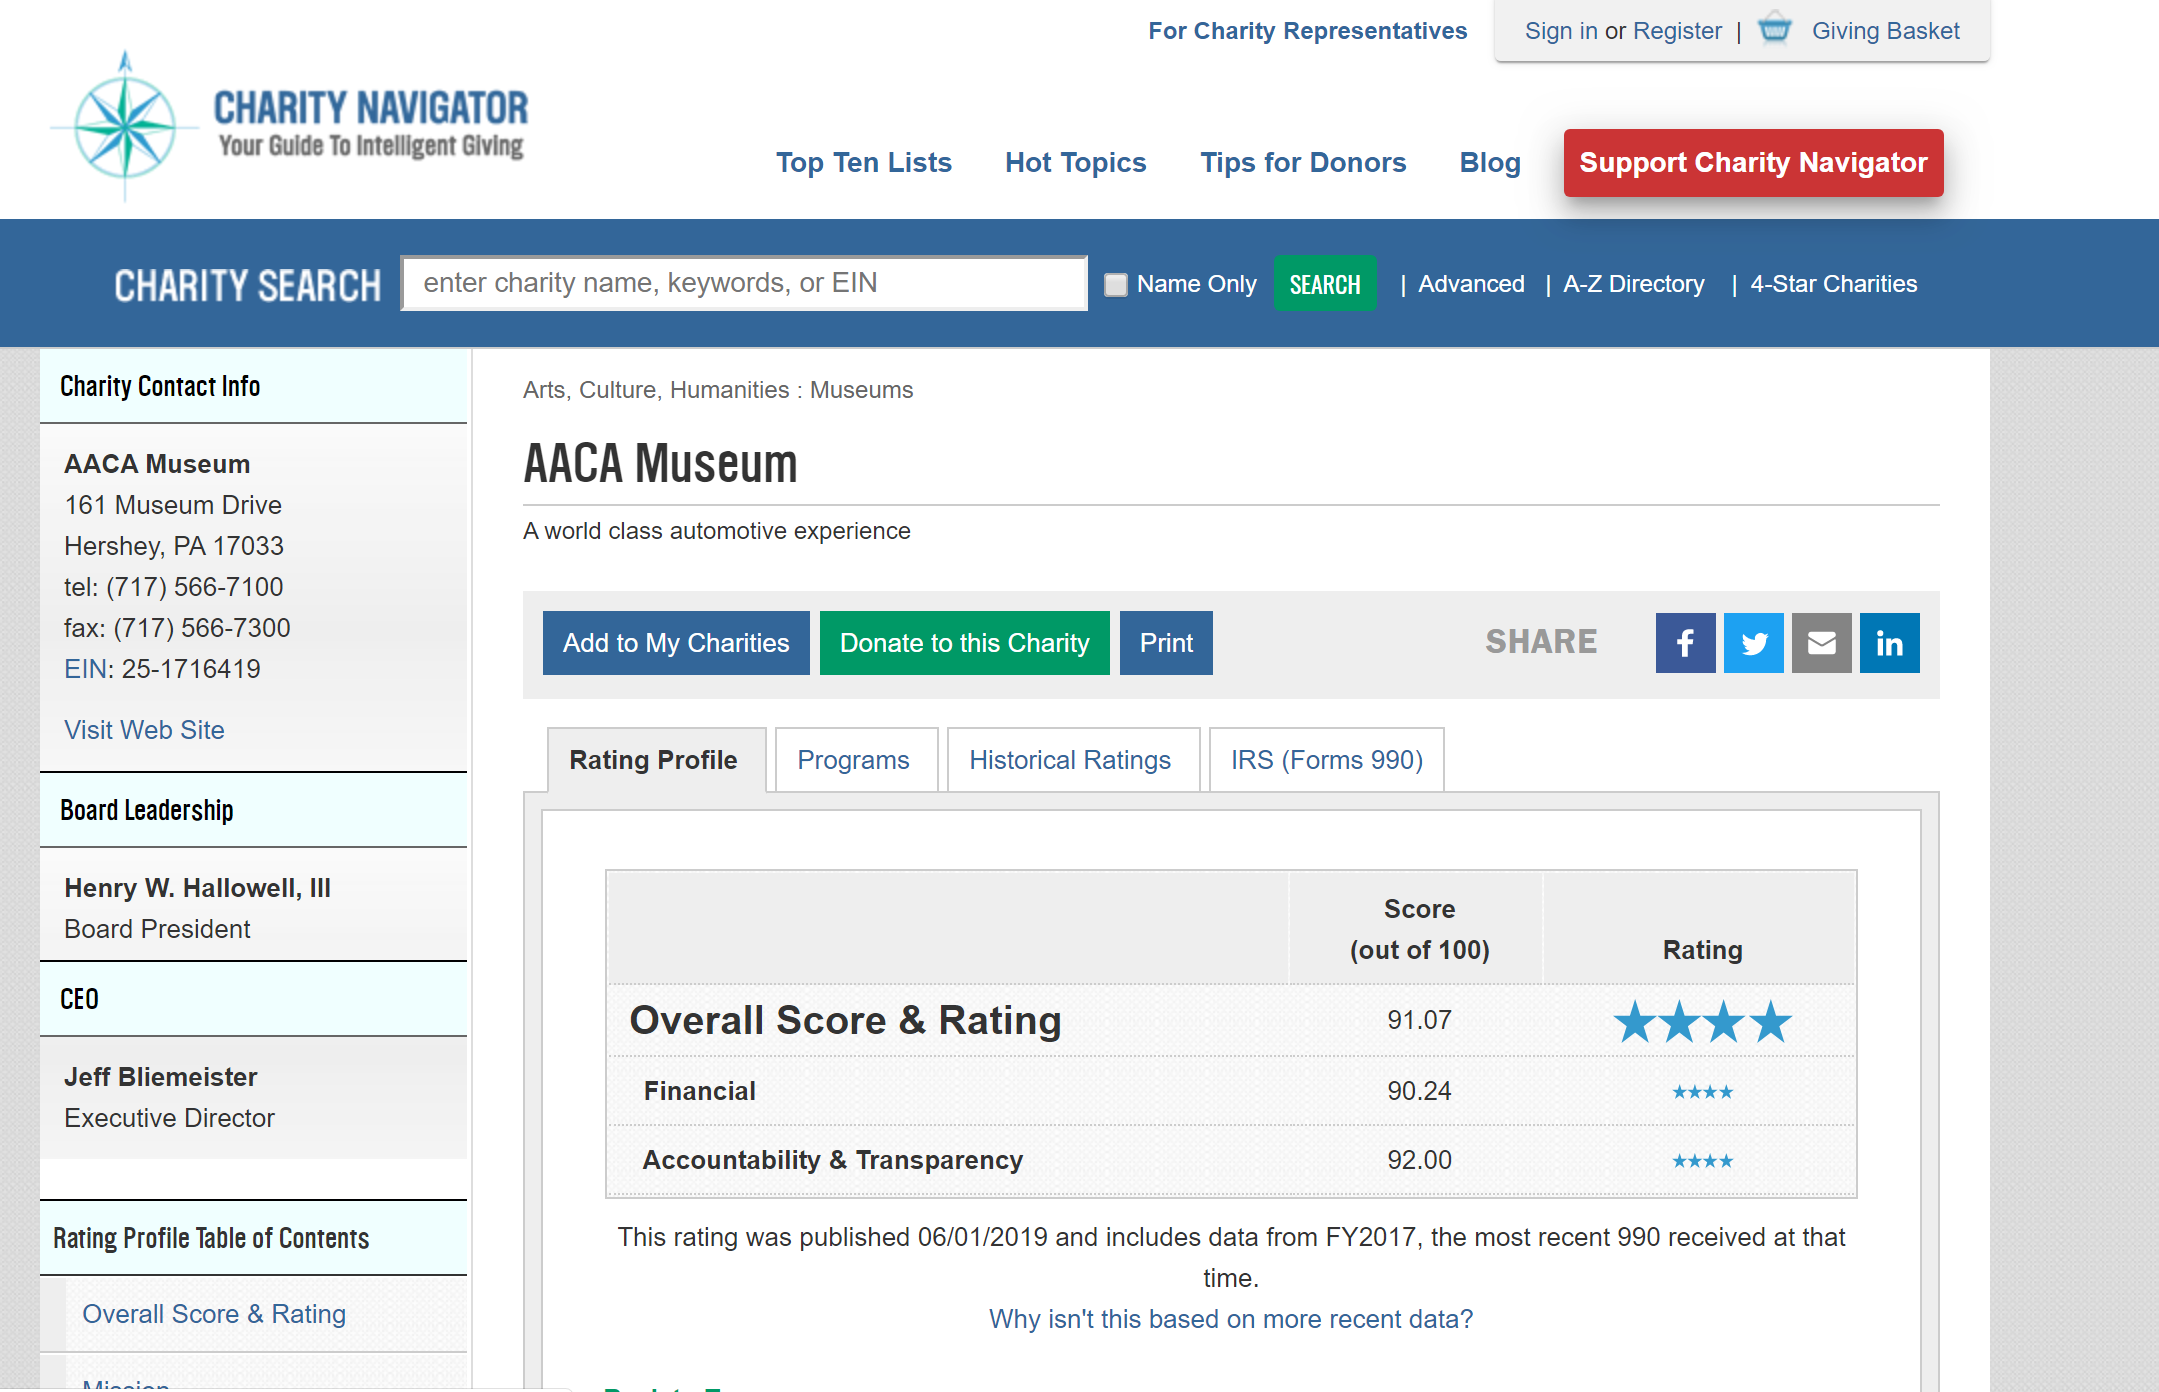 For Charity Representatives
Sign in or Register | Giving Basket
CHARITY NAVIGATOR
Your Guide To Intelligent Giving
Top Ten Lists Hot Topics Tips for Donors Blog Support Charity Navigator
CHARITY SEARCH enter charity name, keywords, or EIN Name Only SEARCH | Advanced | A-Z Directory | 4-Star Charities
Charity Contact Info
AACA Museum
161 Museum Drive
Hershey, PA 17033
tel: (717) 566-7100
fax: (717) 566-7300
EIN: 25-1716419
Visit Web Site
Board Leadership
Henry W. Hallowell, III
Board President
CEO
Jeff Bliemeister
Executive Director
Rating Profile Table of Contents
Overall Score & Rating
Mission
Arts, Culture, Humanities : Museums
AACA Museum
A world class automotive experience
Add to My Charities Donate to this Charity Print SHARE
Rating Profile Programs Historical Ratings IRS (Forms 990)
Score
(out of 100) Rating
Overall Score & Rating 91.07
Financial 90.24
Accountability & Transparency 92.00
This rating was published 06/01/2019 and includes data from FY2017, the most recent 990 received at that
time.
Why isn't this based on more recent data?